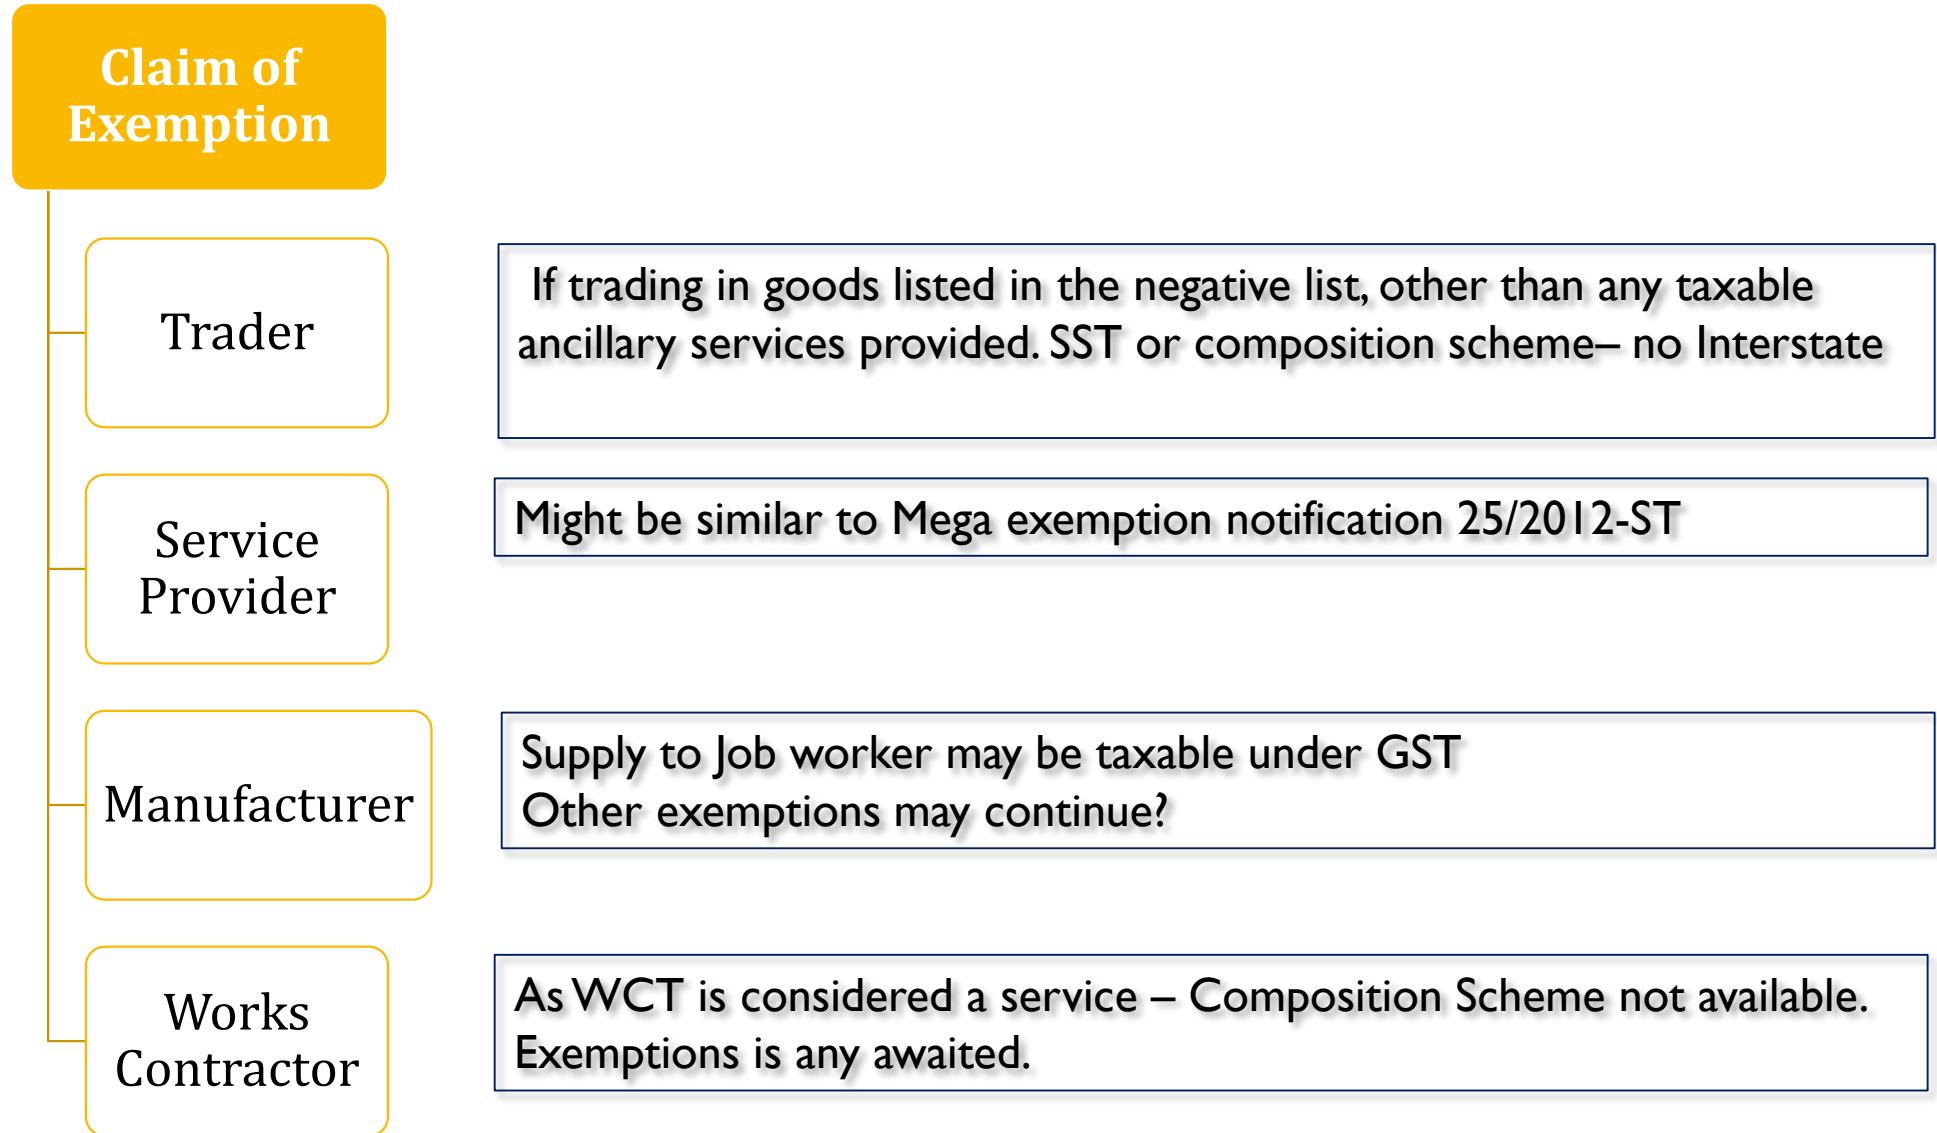 Claim of
Exemption
Trader
If trading in goods listed in the negative list, other than any taxable
ancillary services provided. SST or composition scheme– no Interstate
Service
Provider
Might be similar to Mega exemption notification 25/2012-ST
Manufacturer
Supply to Job worker may be taxable under GST
Other exemptions may continue?
Works
Contractor
As WCT is considered a service – Composition Scheme not available.
Exemptions is any awaited.